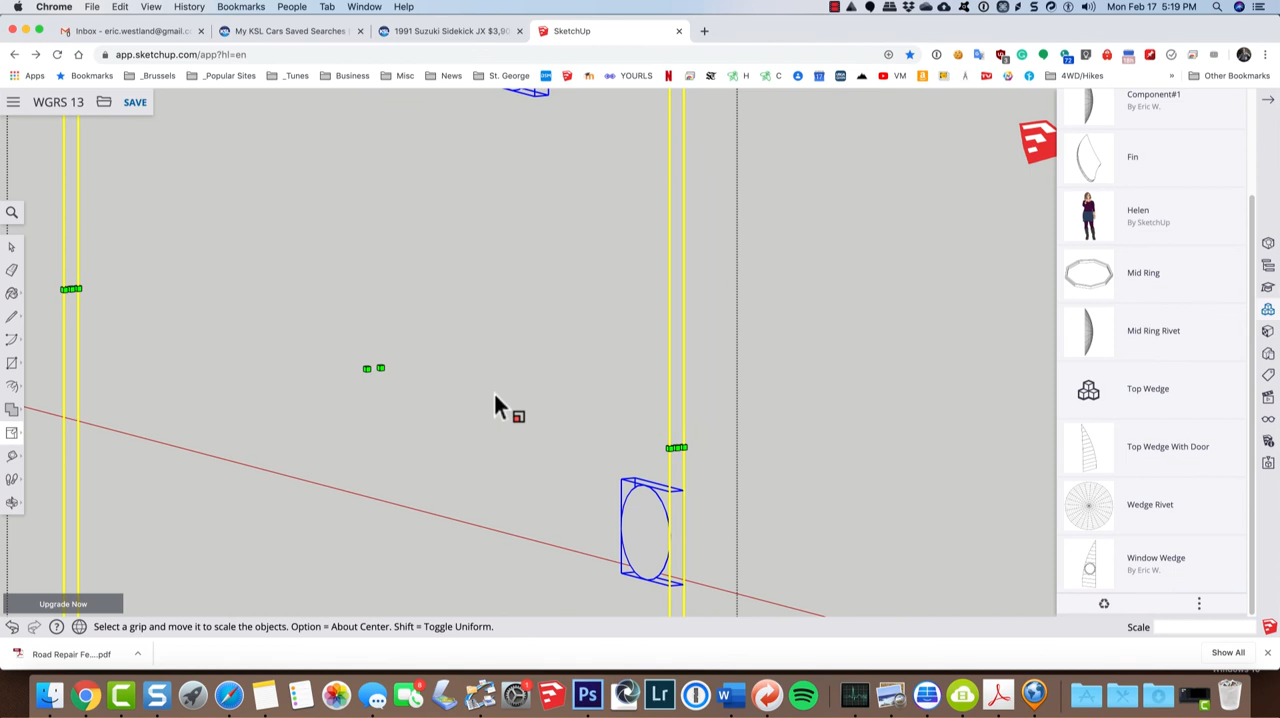 Chrome File Edit View History Bookmarks People Tab Window Help Mon Feb 17 5:19 PM
Inbox - eric.westland@gmail.c My KSL Cars Saved Searches 1991 Suzuki Sidekick JX $3,90 SketchUp
app.sketchup.com/app?hl=en
Apps Bookmarks _Brussels _Popular Sites _Tunes Business Misc News St. George YOURLS H C VM 4WD/Hikes » Other Bookmarks
WGRS 13 SAVE
Component#1
By Eric W.
Fin
Helen
By SketchUp
Mid Ring
Mid Ring Rivet
Top Wedge
Top Wedge With Door
Wedge Rivet
Window Wedge
By Eric W.
Upgrade Now
Select a grip and move it to scale the objects. Option = About Center. Shift = Toggle Uniform. Scale
Road Repair Fe....pdf Show All